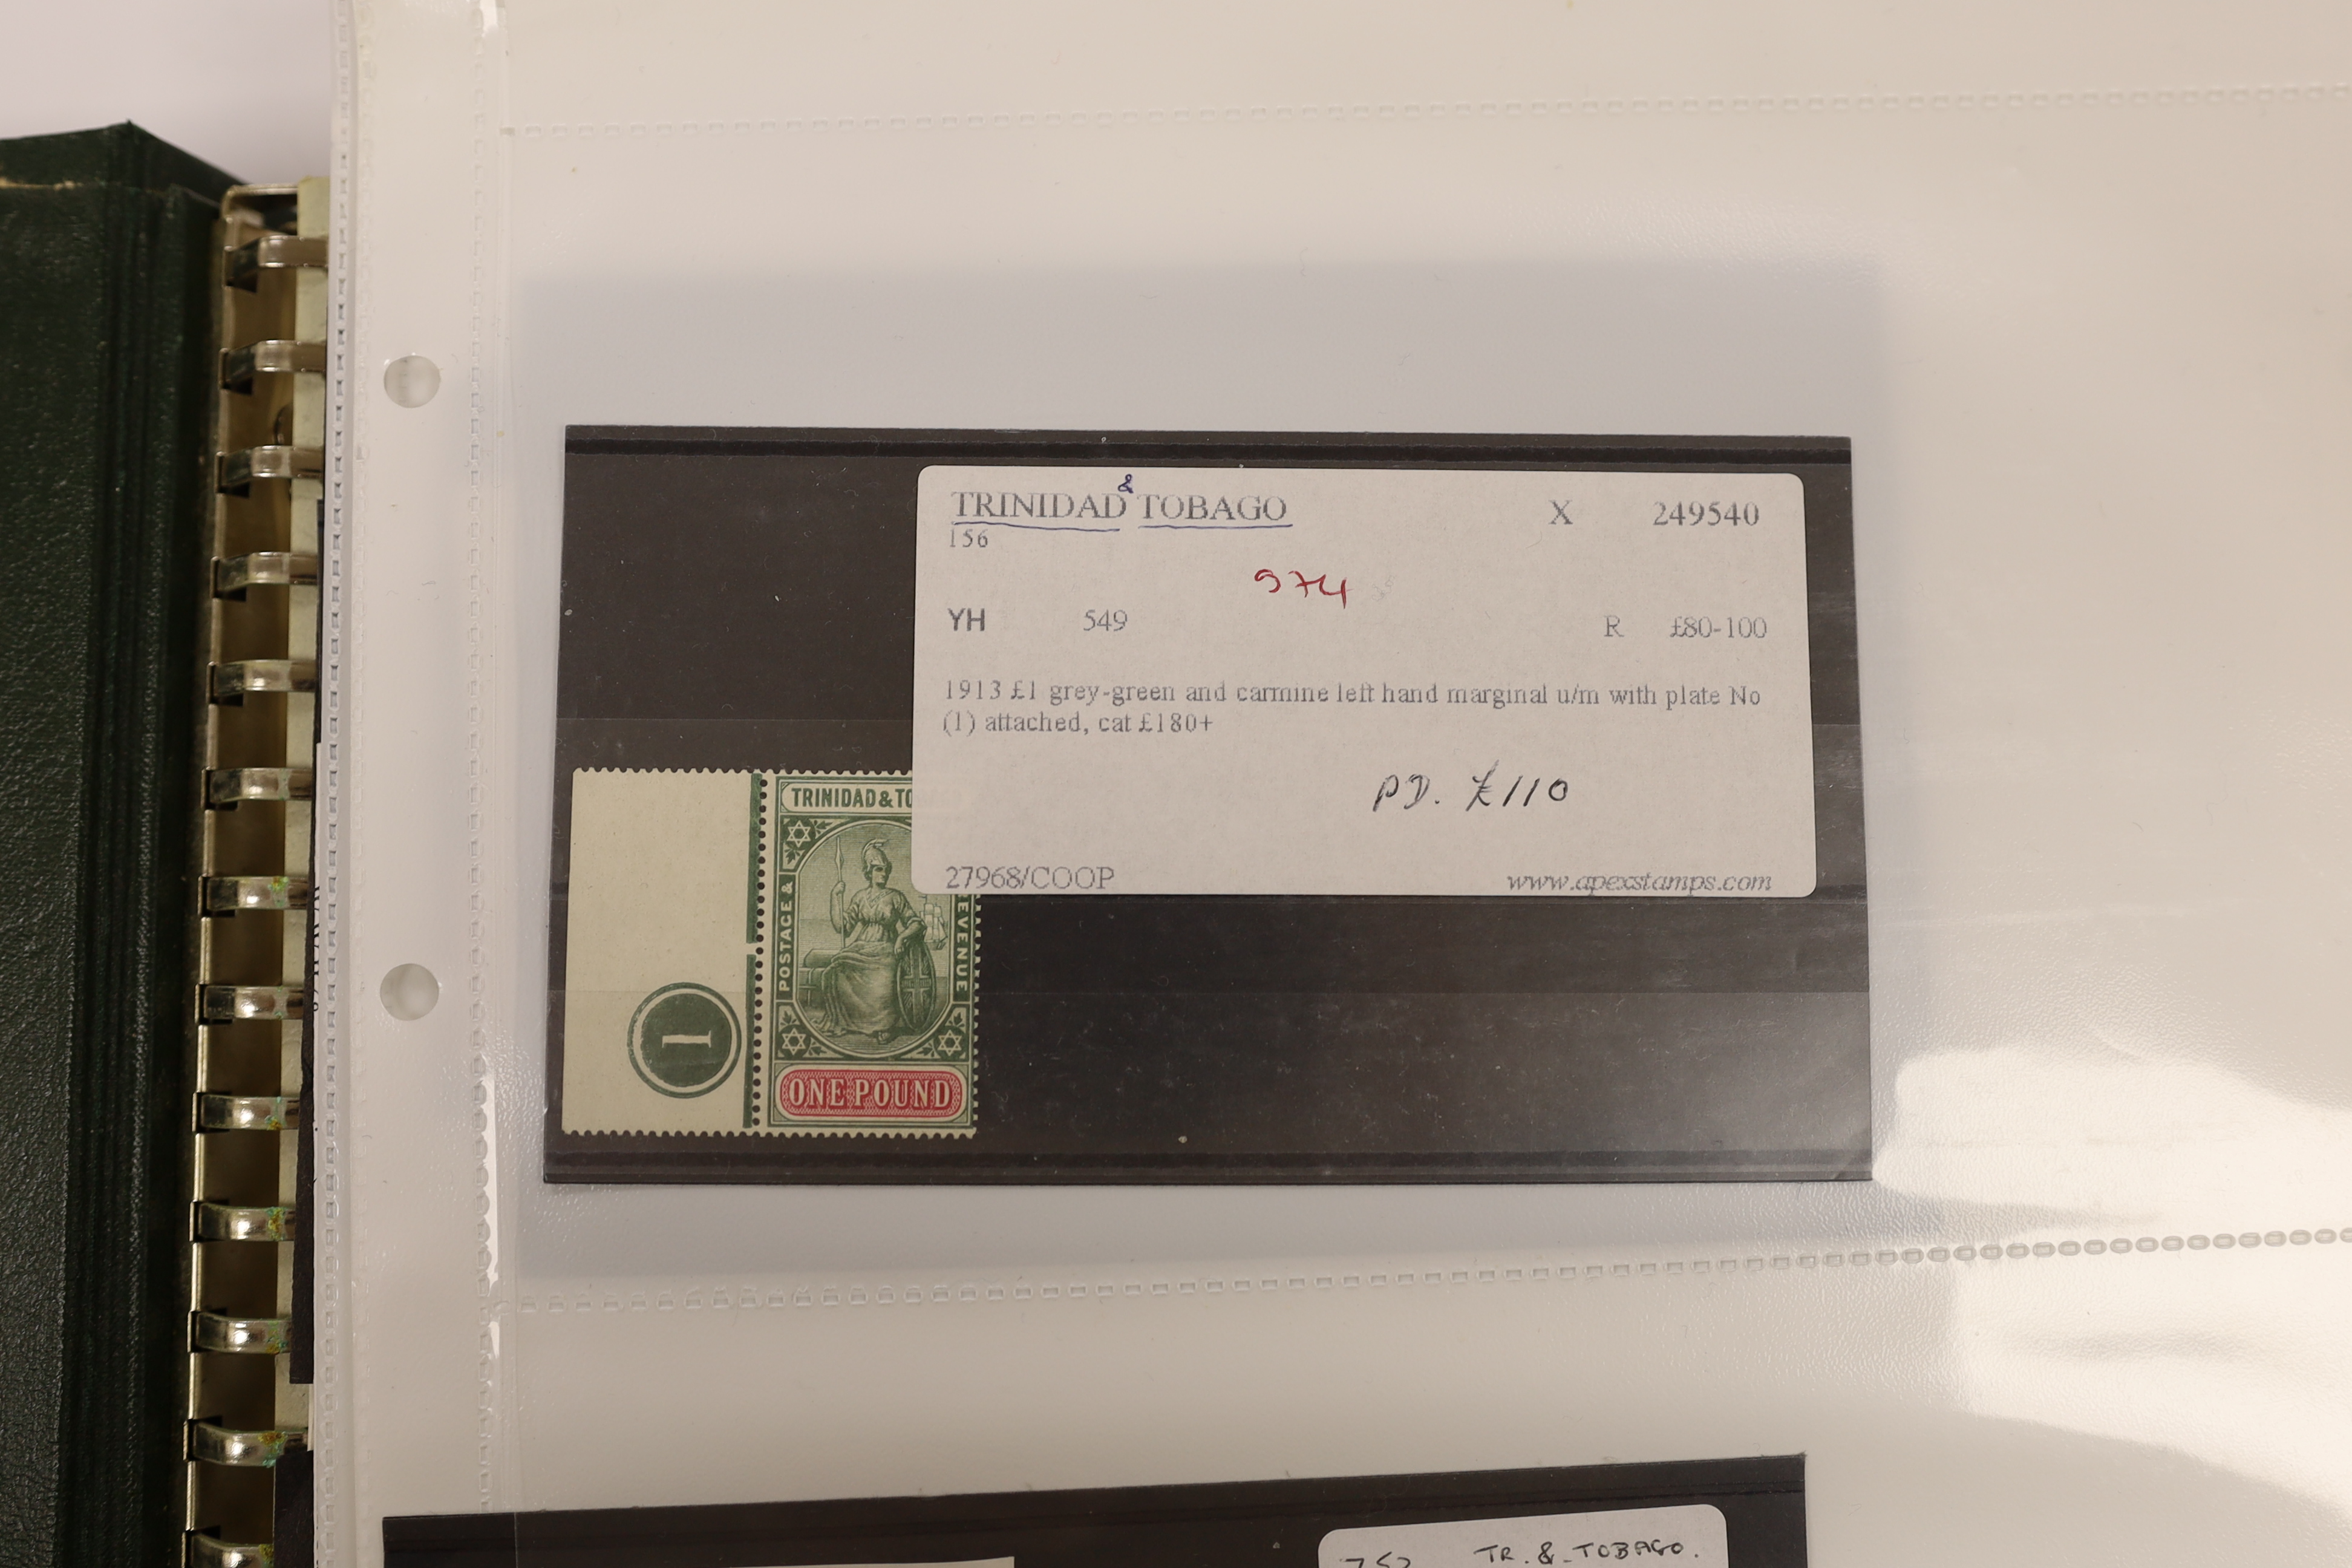 &
TRINIDAD TOBAGO X 249540
156
974
YH 549 R £80-100
1913 £1 grey-green and carmine left hand marginal u/m with plate No
(1) attached, cat £180+
PD. £110
27968/COOP www.apexstamps.com
TRINIDAD & TO
POSTAGE &
EVENUE
1
ONE POUND
TR. & TOBAGO.